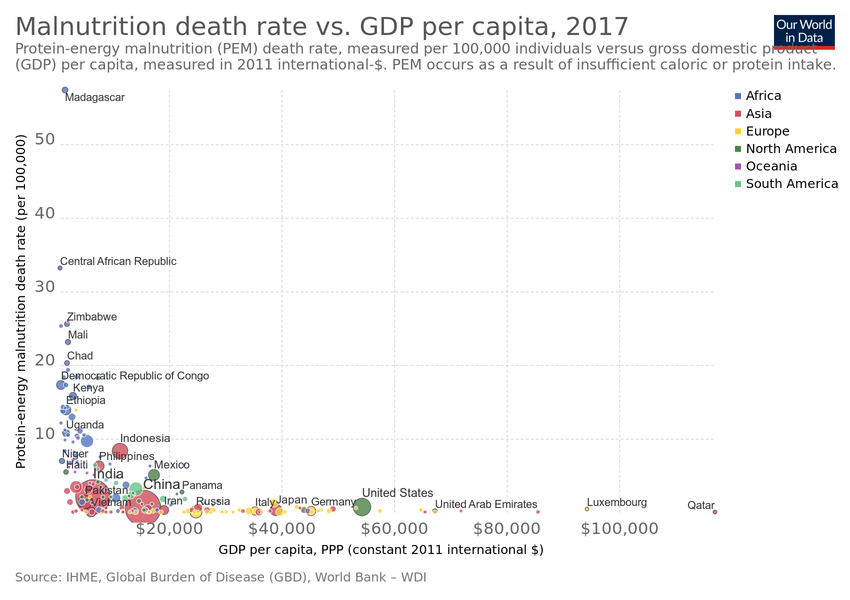 Malnutrition death rate vs. GDP per capita, 2017
Our World
in Data
Protein-energy malnutrition (PEM) death rate, measured per 100,000 individuals versus gross domestic product
(GDP) per capita, measured in 2011 international-$. PEM occurs as a result of insufficient caloric or protein intake.
Madagascar
Africa
Asia
Europe
North America
Oceania
South America
Protein-energy malnutrition death rate (per 100,000)
50
40
30
20
10
Central African Republic
Zimbabwe
Mali
Chad
Democratic Republic of Congo
Kenya
Ethiopia
Uganda
Indonesia
Niger
Philippines
Haiti
Mexico
India
China
Panama
Pakistan
Vietnam
Iran
Russia
Italy
Japan
Germany
United States
United Arab Emirates
Luxembourg
Qatar
$20,000
$40,000
$60,000
$80,000
$100,000
GDP per capita, PPP (constant 2011 international $)
Source: IHME, Global Burden of Disease (GBD), World Bank – WDI